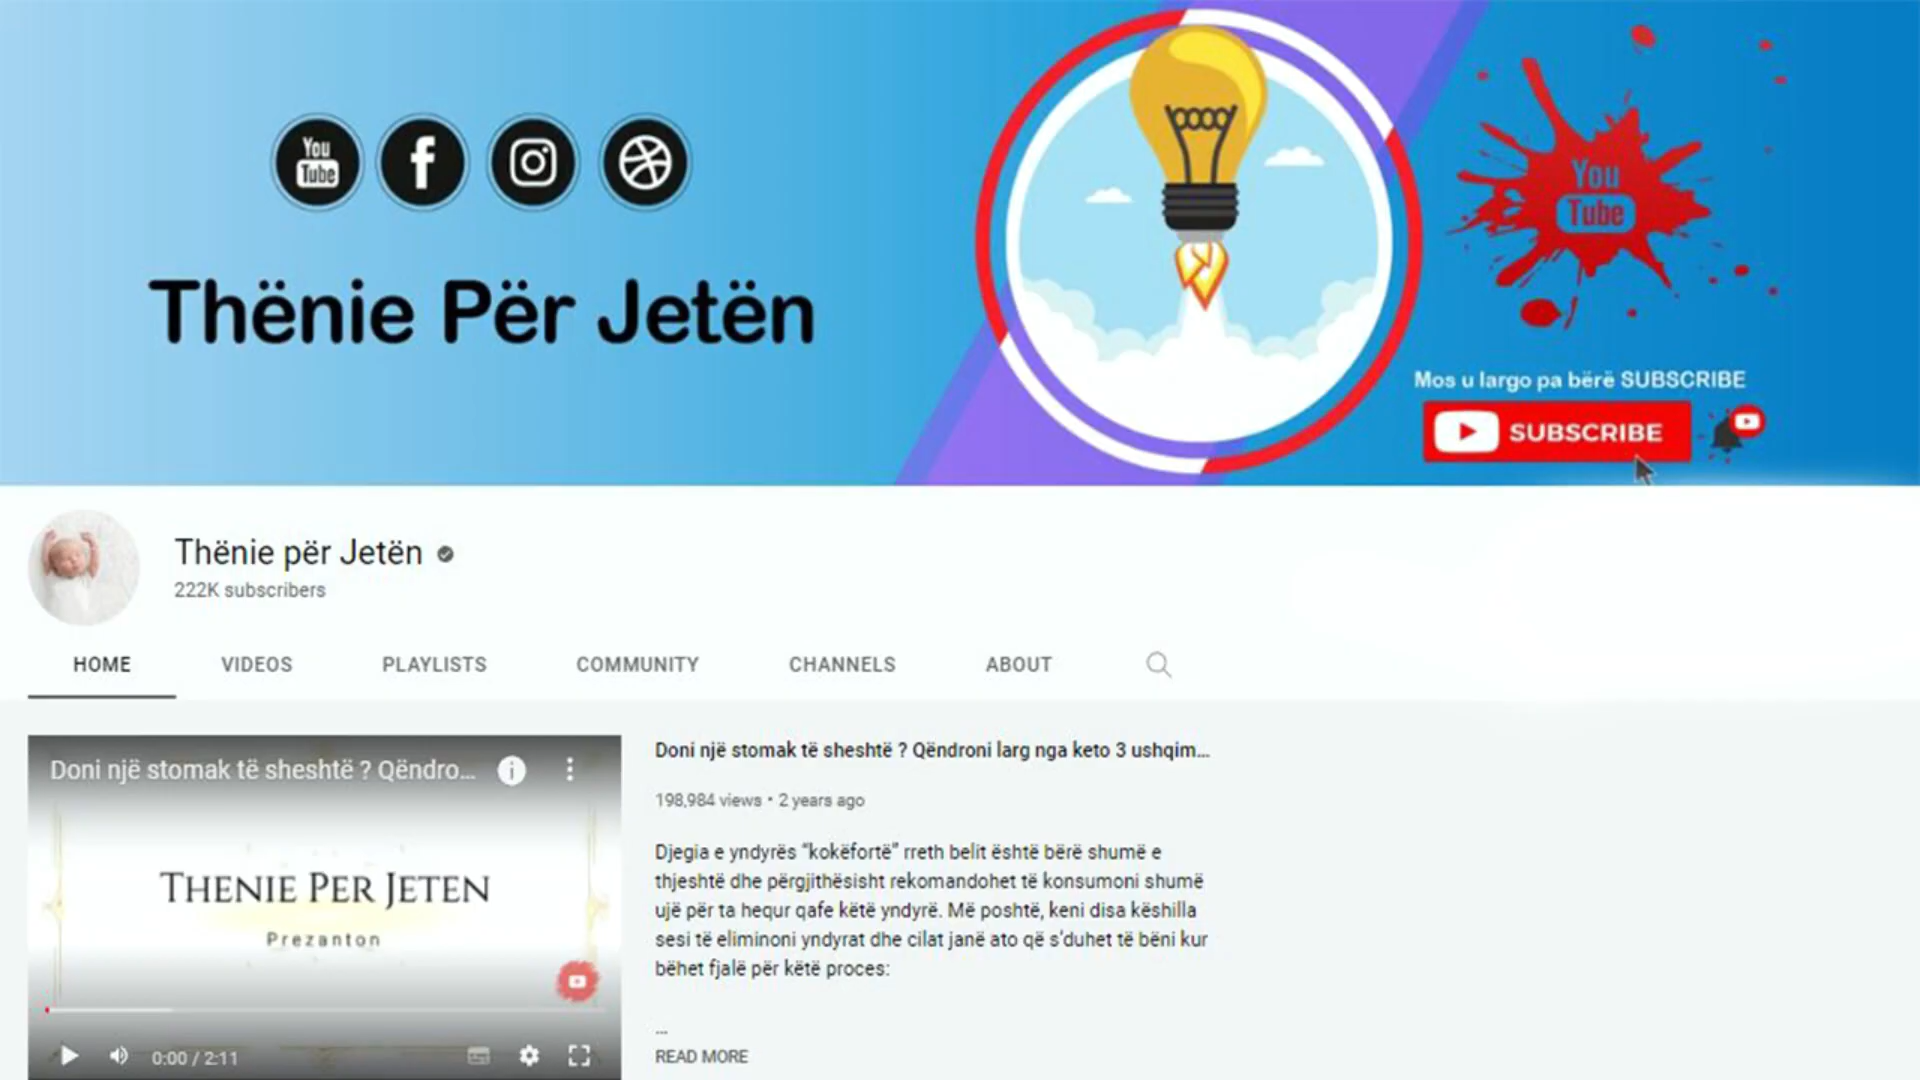 You
Tube
Thënie Për Jetën
You
Tube
Mos u largo pa bërë SUBSCRIBE
SUBSCRIBE
Thënie për Jetën
222K subscribers
HOME
VIDEOS
PLAYLISTS
COMMUNITY
CHANNELS
ABOUT
Doni një stomak të sheshtë ? Qëndro...
THENIE PER JETEN
Prezanton
0:00 / 2:11
Doni një stomak të sheshtë ? Qëndroni larg nga keto 3 ushqim...
198,984 views • 2 years ago
Djegia e yndyrës “kokëfortë” rreth belit është bërë shumë e
thjeshtë dhe përgjithësisht rekomandohet të konsumoni shumë
ujë për ta hequr qafe këtë yndyrë. Më poshtë, keni disa këshilla
sesi të eliminoni yndyrat dhe cilat janë ato që s'duhet të bëni kur
bëhet fjalë për këtë proces:
...
READ MORE